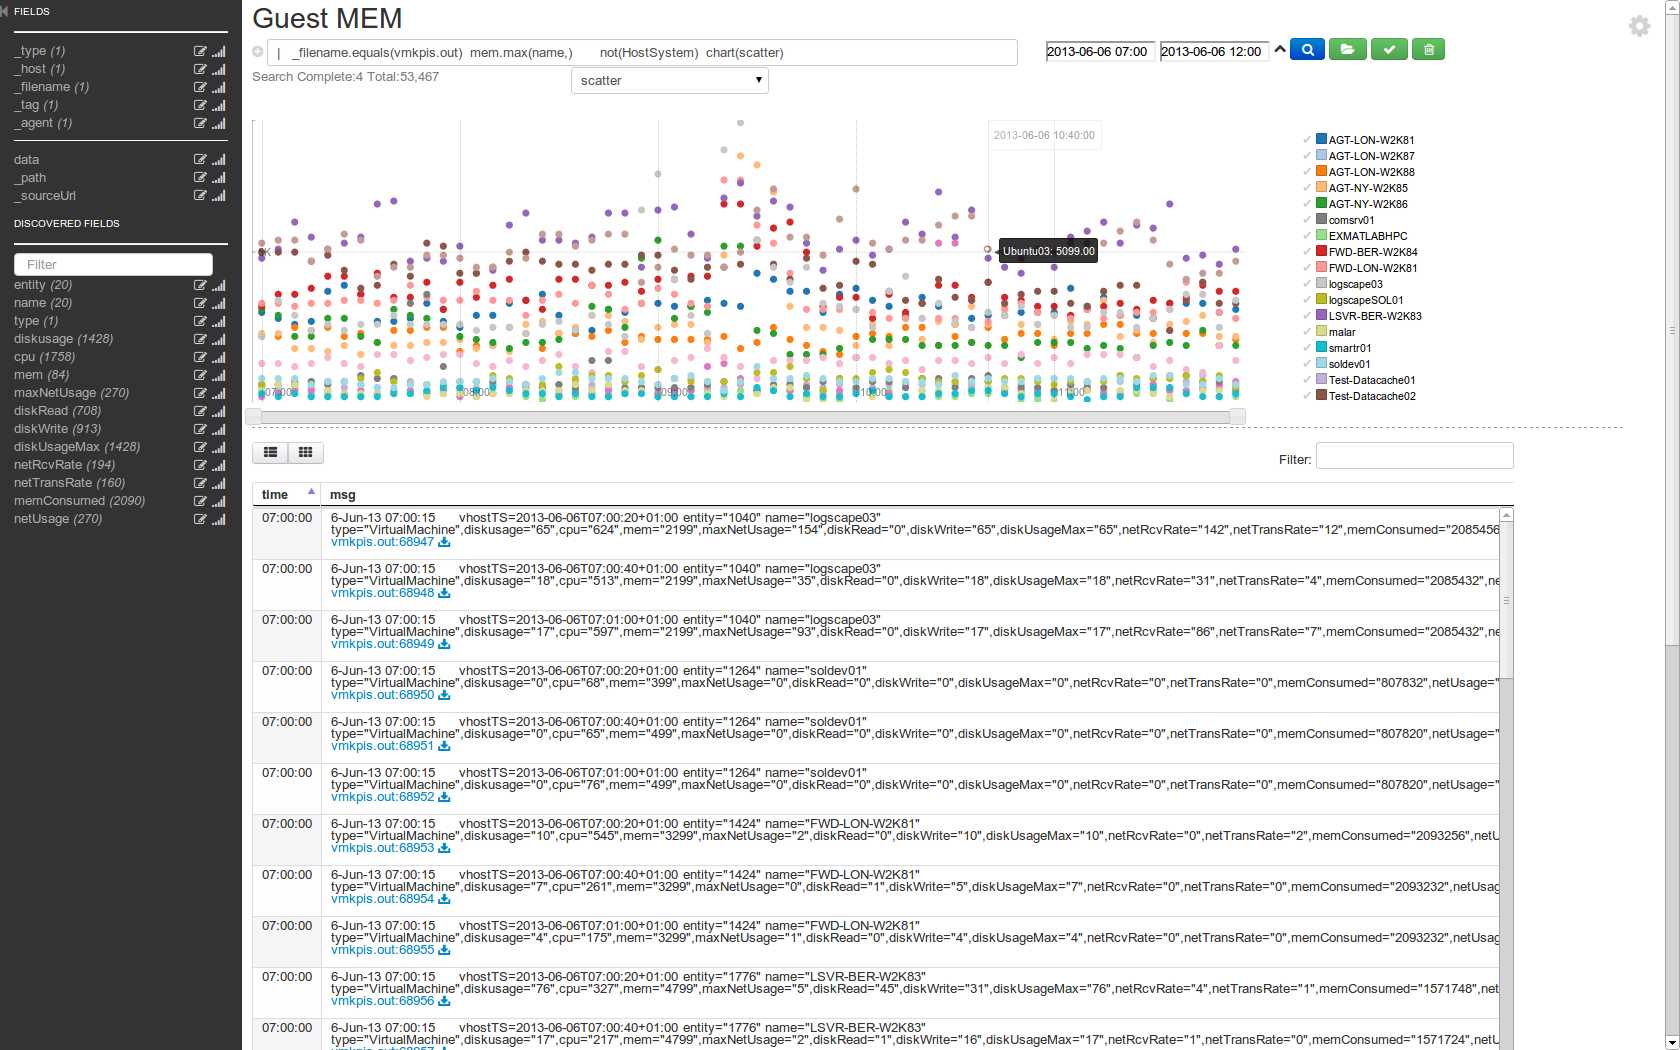 FIELDS
_type (1)
_host (1)
_filename (1)
_tag (1)
_agent (1)
data
_path
_sourceUrl
DISCOVERED FIELDS
Filter
entity (20)
name (20)
type (1)
diskusage (1428)
cpu (1758)
mem (84)
maxNetUsage (270)
diskRead (708)
diskWrite (913)
diskUsageMax (1428)
netRcvRate (194)
netTransRate (160)
memConsumed (2090)
netUsage (270)
Guest MEM
| _filename.equals(vmkpis.out) mem.max(name,) not(HostSystem) chart(scatter)
2013-06-06 07:00 2013-06-06 12:00
Search Complete:4 Total:53,467
scatter
2013-06-06 10:40:00
Ubuntu03: 5099.00
07:00 08:00 09:00 10:00 11:00
AGT-LON-W2K81
AGT-LON-W2K87
AGT-LON-W2K88
AGT-NY-W2K85
AGT-NY-W2K86
comsrv01
EXMATLABHPC
FWD-BER-W2K84
FWD-LON-W2K81
logscape03
logscapeSOL01
LSVR-BER-W2K83
malar
smartr01
soldev01
Test-Datacache01
Test-Datacache02
Filter:
time msg
07:00:00 6-Jun-13 07:00:15 vhostTS=2013-06-06T07:00:20+01:00 entity="1040" name="logscape03"
type="VirtualMachine",diskusage="65",cpu="624",mem="2199",maxNetUsage="154",diskRead="0",diskWrite="65",diskUsageMax="65",netRcvRate="142",netTransRate="12",memConsumed="2085456
vmkpis.out:68947
07:00:00 6-Jun-13 07:00:15 vhostTS=2013-06-06T07:00:40+01:00 entity="1040" name="logscape03"
type="VirtualMachine",diskusage="18",cpu="513",mem="2199",maxNetUsage="35",diskRead="0",diskWrite="18",diskUsageMax="18",netRcvRate="31",netTransRate="4",memConsumed="2085432",ne
vmkpis.out:68948
07:00:00 6-Jun-13 07:00:15 vhostTS=2013-06-06T07:01:00+01:00 entity="1040" name="logscape03"
type="VirtualMachine",diskusage="17",cpu="597",mem="2199",maxNetUsage="93",diskRead="0",diskWrite="17",diskUsageMax="17",netRcvRate="86",netTransRate="7",memConsumed="2085432",ne
vmkpis.out:68949
07:00:00 6-Jun-13 07:00:15 vhostTS=2013-06-06T07:00:20+01:00 entity="1264" name="soldev01"
type="VirtualMachine",diskusage="0",cpu="68",mem="399",maxNetUsage="0",diskRead="0",diskWrite="0",diskUsageMax="0",netRcvRate="0",netTransRate="0",memConsumed="807832",netUsage="
vmkpis.out:68950
07:00:00 6-Jun-13 07:00:15 vhostTS=2013-06-06T07:00:40+01:00 entity="1264" name="soldev01"
type="VirtualMachine",diskusage="0",cpu="65",mem="499",maxNetUsage="0",diskRead="0",diskWrite="0",diskUsageMax="0",netRcvRate="0",netTransRate="0",memConsumed="807820",netUsage="
vmkpis.out:68951
07:00:00 6-Jun-13 07:00:15 vhostTS=2013-06-06T07:01:00+01:00 entity="1264" name="soldev01"
type="VirtualMachine",diskusage="0",cpu="76",mem="499",maxNetUsage="0",diskRead="0",diskWrite="0",diskUsageMax="0",netRcvRate="0",netTransRate="0",memConsumed="807820",netUsage="
vmkpis.out:68952
07:00:00 6-Jun-13 07:00:15 vhostTS=2013-06-06T07:00:20+01:00 entity="1424" name="FWD-LON-W2K81"
type="VirtualMachine",diskusage="10",cpu="545",mem="3299",maxNetUsage="2",diskRead="0",diskWrite="10",diskUsageMax="10",netRcvRate="0",netTransRate="2",memConsumed="2093256",netU
vmkpis.out:68953
07:00:00 6-Jun-13 07:00:15 vhostTS=2013-06-06T07:00:40+01:00 entity="1424" name="FWD-LON-W2K81"
type="VirtualMachine",diskusage="7",cpu="261",mem="3299",maxNetUsage="0",diskRead="1",diskWrite="5",diskUsageMax="7",netRcvRate="0",netTransRate="0",memConsumed="2093232",netUsag
vmkpis.out:68954
07:00:00 6-Jun-13 07:00:15 vhostTS=2013-06-06T07:01:00+01:00 entity="1424" name="FWD-LON-W2K81"
type="VirtualMachine",diskusage="4",cpu="175",mem="3299",maxNetUsage="1",diskRead="0",diskWrite="4",diskUsageMax="4",netRcvRate="0",netTransRate="0",memConsumed="2093232",netUsag
vmkpis.out:68955
07:00:00 6-Jun-13 07:00:15 vhostTS=2013-06-06T07:00:20+01:00 entity="1776" name="LSVR-BER-W2K83"
type="VirtualMachine",diskusage="76",cpu="327",mem="4799",maxNetUsage="5",diskRead="45",diskWrite="31",diskUsageMax="76",netRcvRate="4",netTransRate="1",memConsumed="1571748",net
vmkpis.out:68956
07:00:00 6-Jun-13 07:00:15 vhostTS=2013-06-06T07:00:40+01:00 entity="1776" name="LSVR-BER-W2K83"
type="VirtualMachine",diskusage="17",cpu="217",mem="4799",maxNetUsage="2",diskRead="1",diskWrite="16",diskUsageMax="17",netRcvRate="1",netTransRate="0",memConsumed="1571724",net